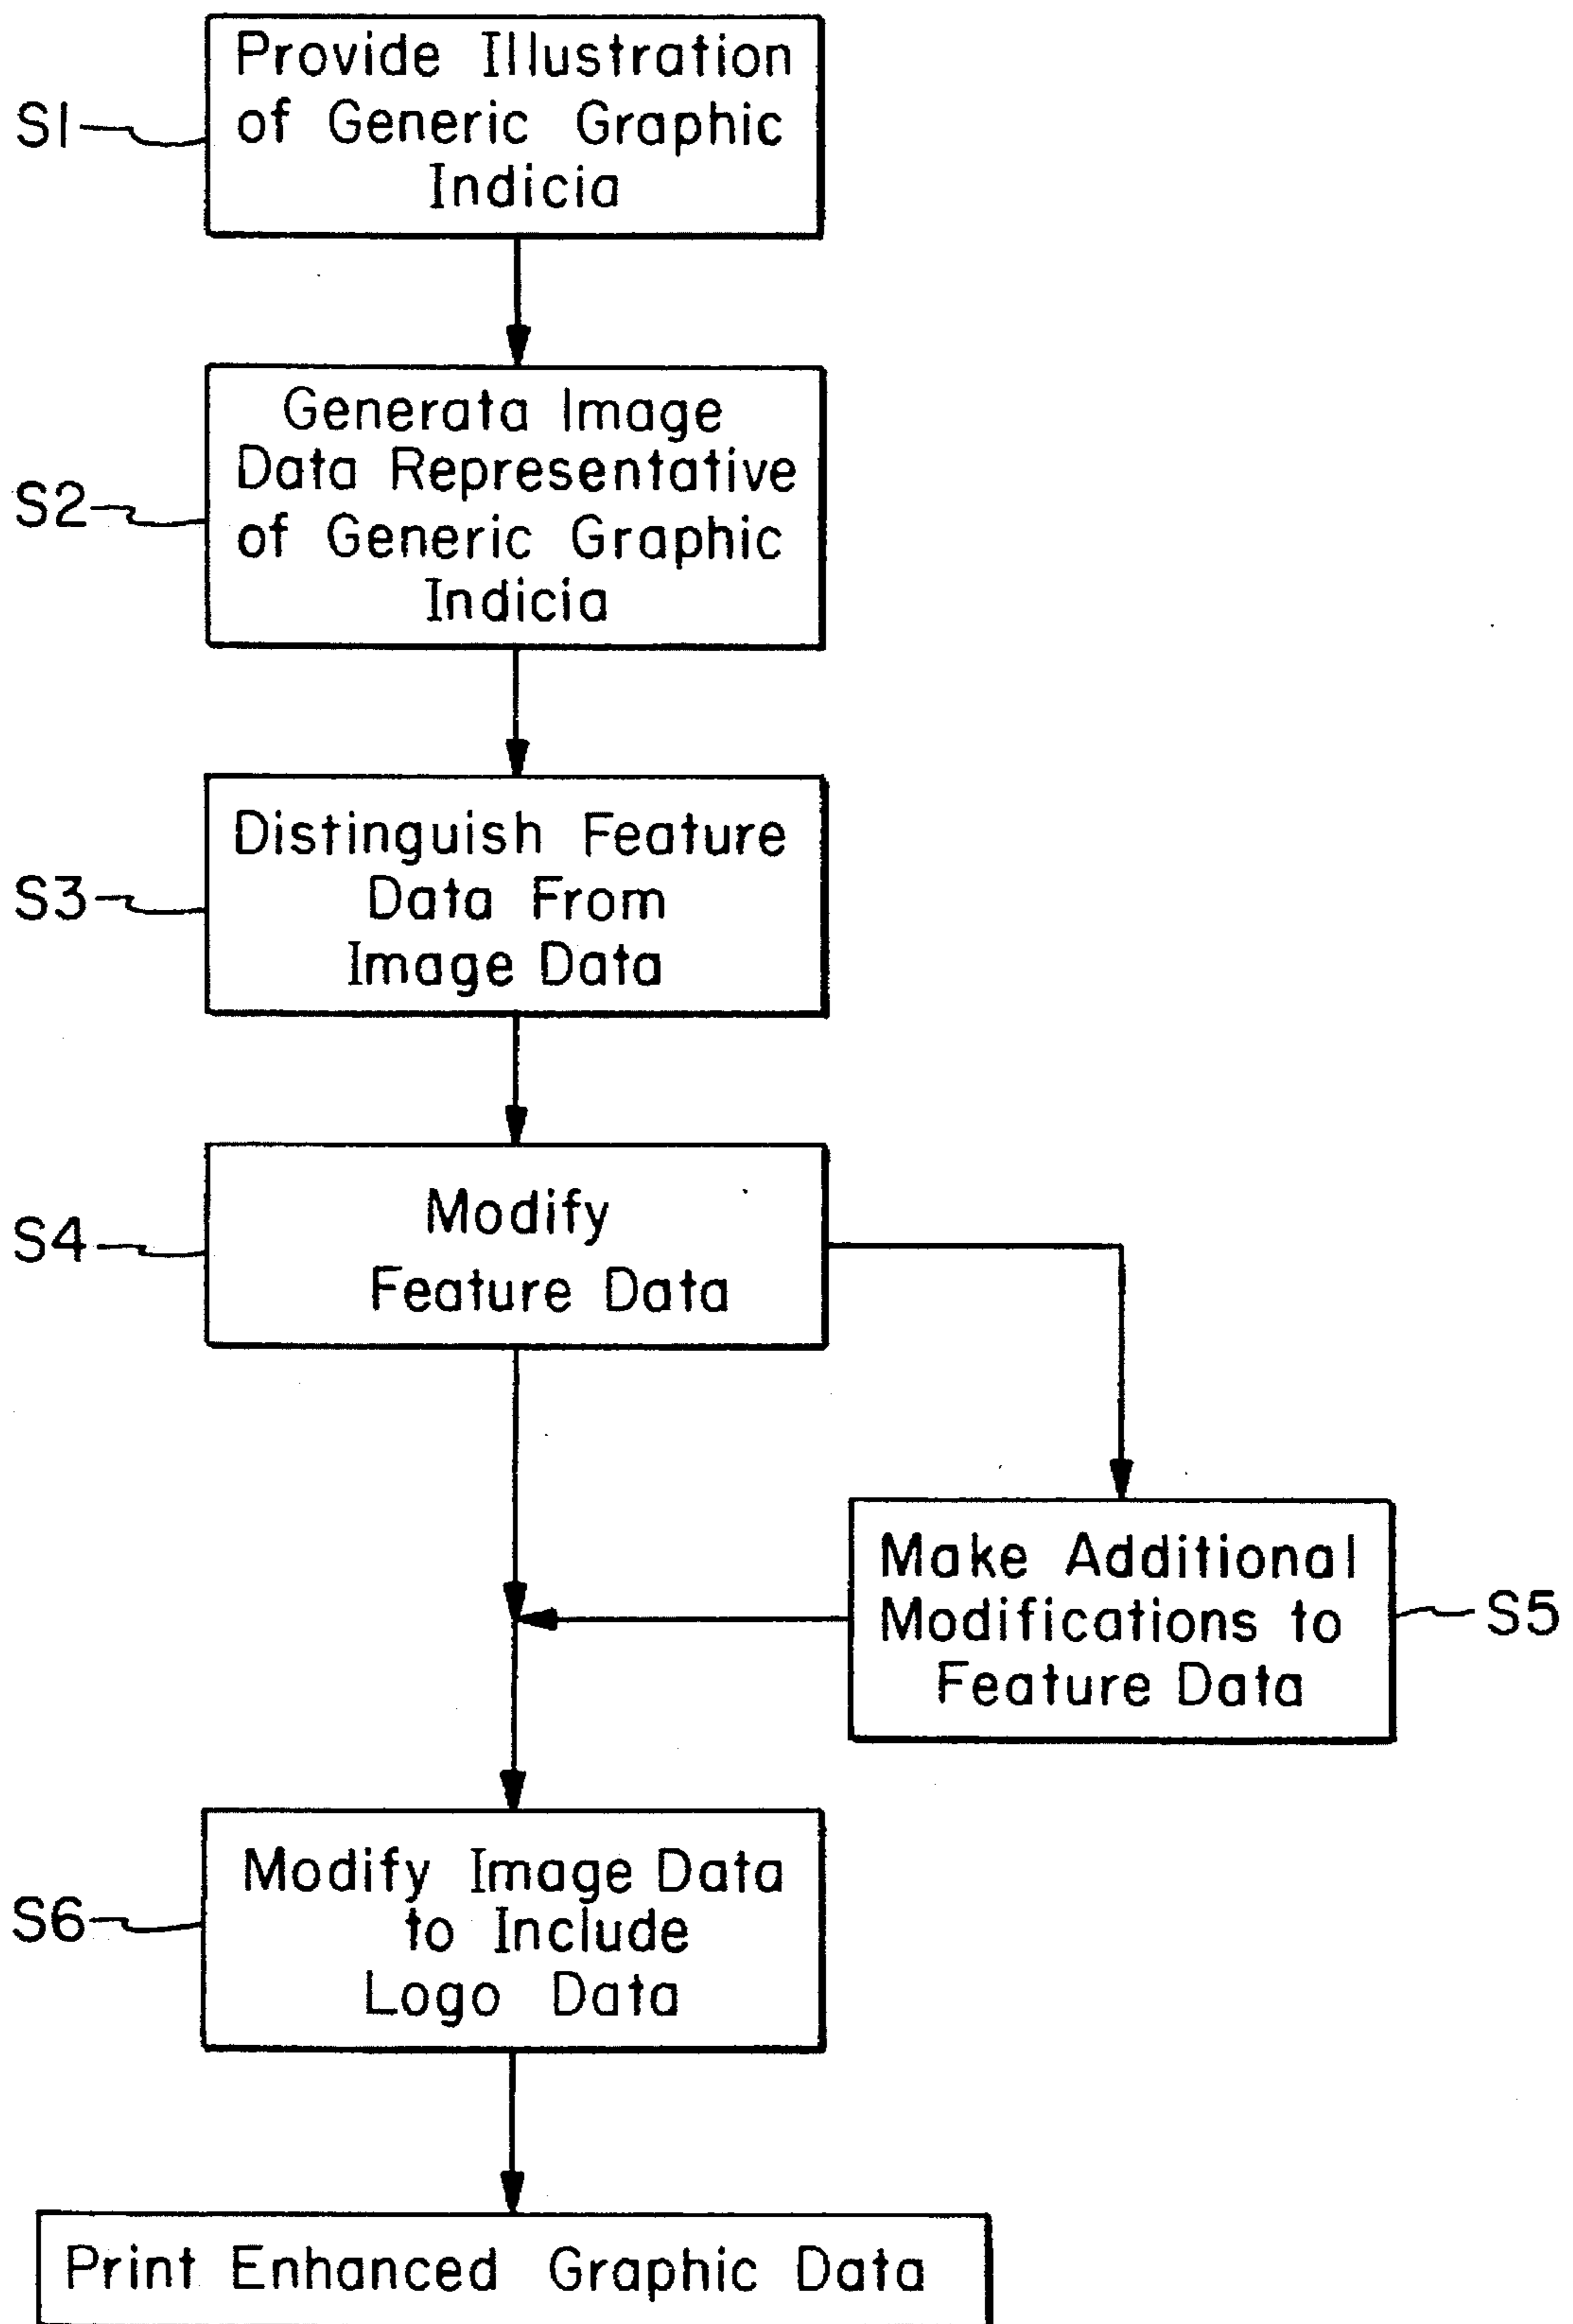 Provide Illustration
of Generic Graphic
Indicia
S1
Generata Image
Data Representative
of Generic Graphic
Indicia
S2
Distinguish Feature
Data From
Image Data
S3
Modify
Feature Data
S4
Make Additional
Modifications to
Feature Data
S5
Modify Image Data
to Include
Logo Data
S6
Print Enhanced Graphic Data